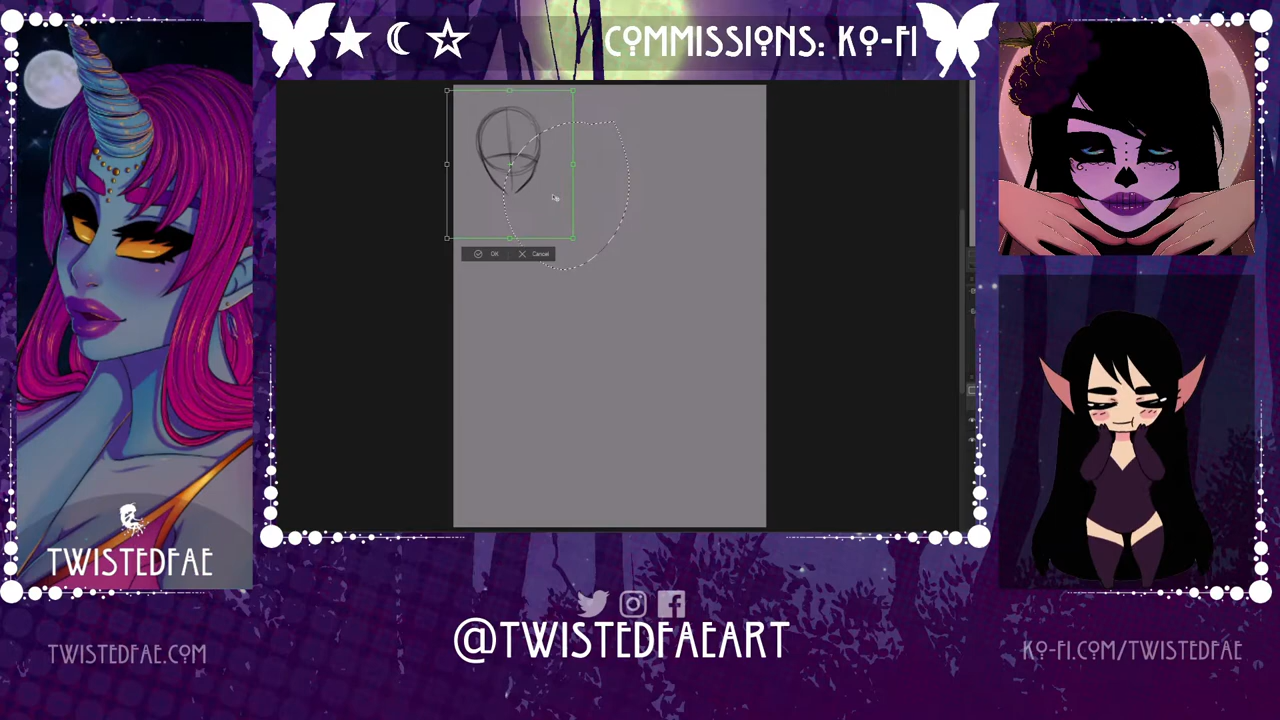 COMMISSIONS: KO-FI
OK Cancel
TWISTEDFAE
@TWISTEDFAEART
TWISTEDFAE.COM
KO-FI.COM/TWISTEDFAE